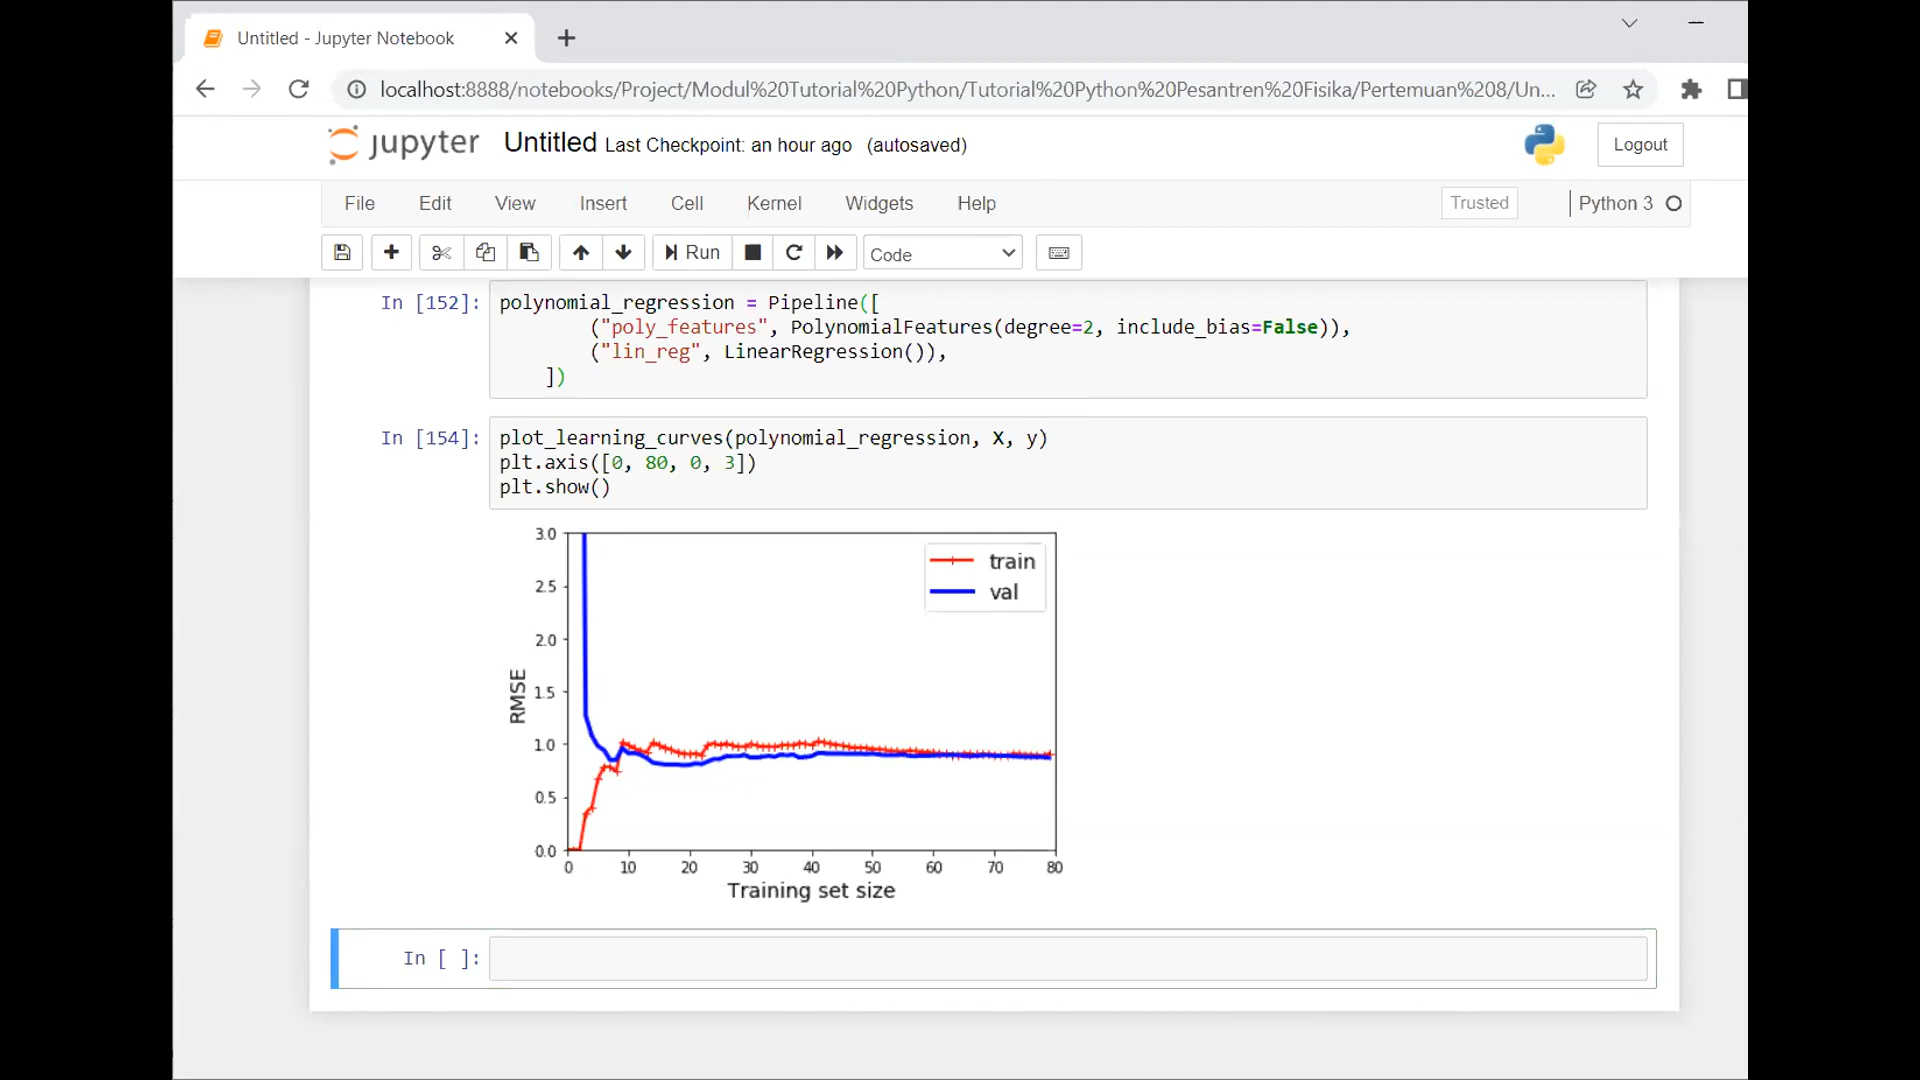 Untitled - Jupyter Notebook
localhost:8888/notebooks/Project/Modul%20Tutorial%20Python/Tutorial%20Python%20Pesantren%20Fisika/Pertemuan%208/Un...
jupyter Untitled Last Checkpoint: an hour ago (autosaved)
Logout
File Edit View Insert Cell Kernel Widgets Help
Trusted Python 3
Run Code
In [152]: polynomial_regression = Pipeline([
("poly_features", PolynomialFeatures(degree=2, include_bias=False)),
("lin_reg", LinearRegression()),
])
In [154]: plot_learning_curves(polynomial_regression, X, y)
plt.axis([0, 80, 0, 3])
plt.show()
3.0
2.5
2.0
1.5
1.0
0.5
0.0
RMSE
train
val
0 10 20 30 40 50 60 70 80
Training set size
In [ ]: